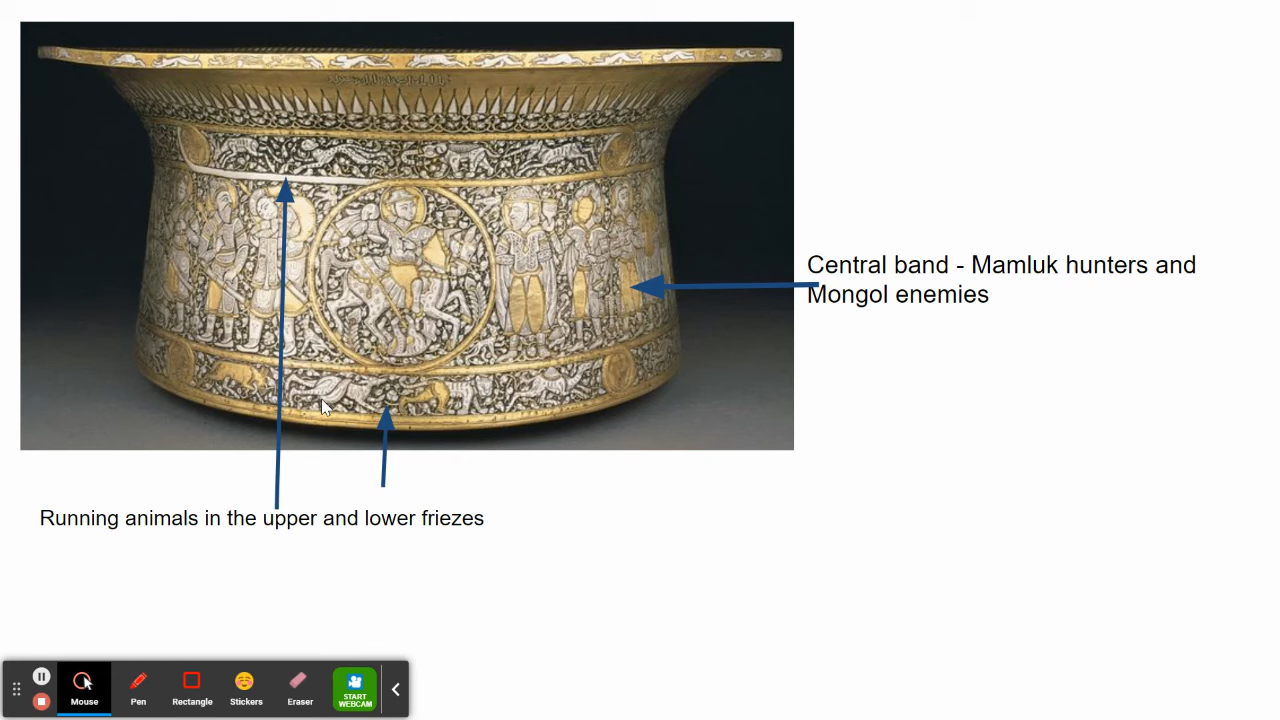 Central band - Mamluk hunters and
Mongol enemies
Running animals in the upper and lower friezes
Mouse
Pen
Rectangle
Stickers
Eraser
START
WEBCAM